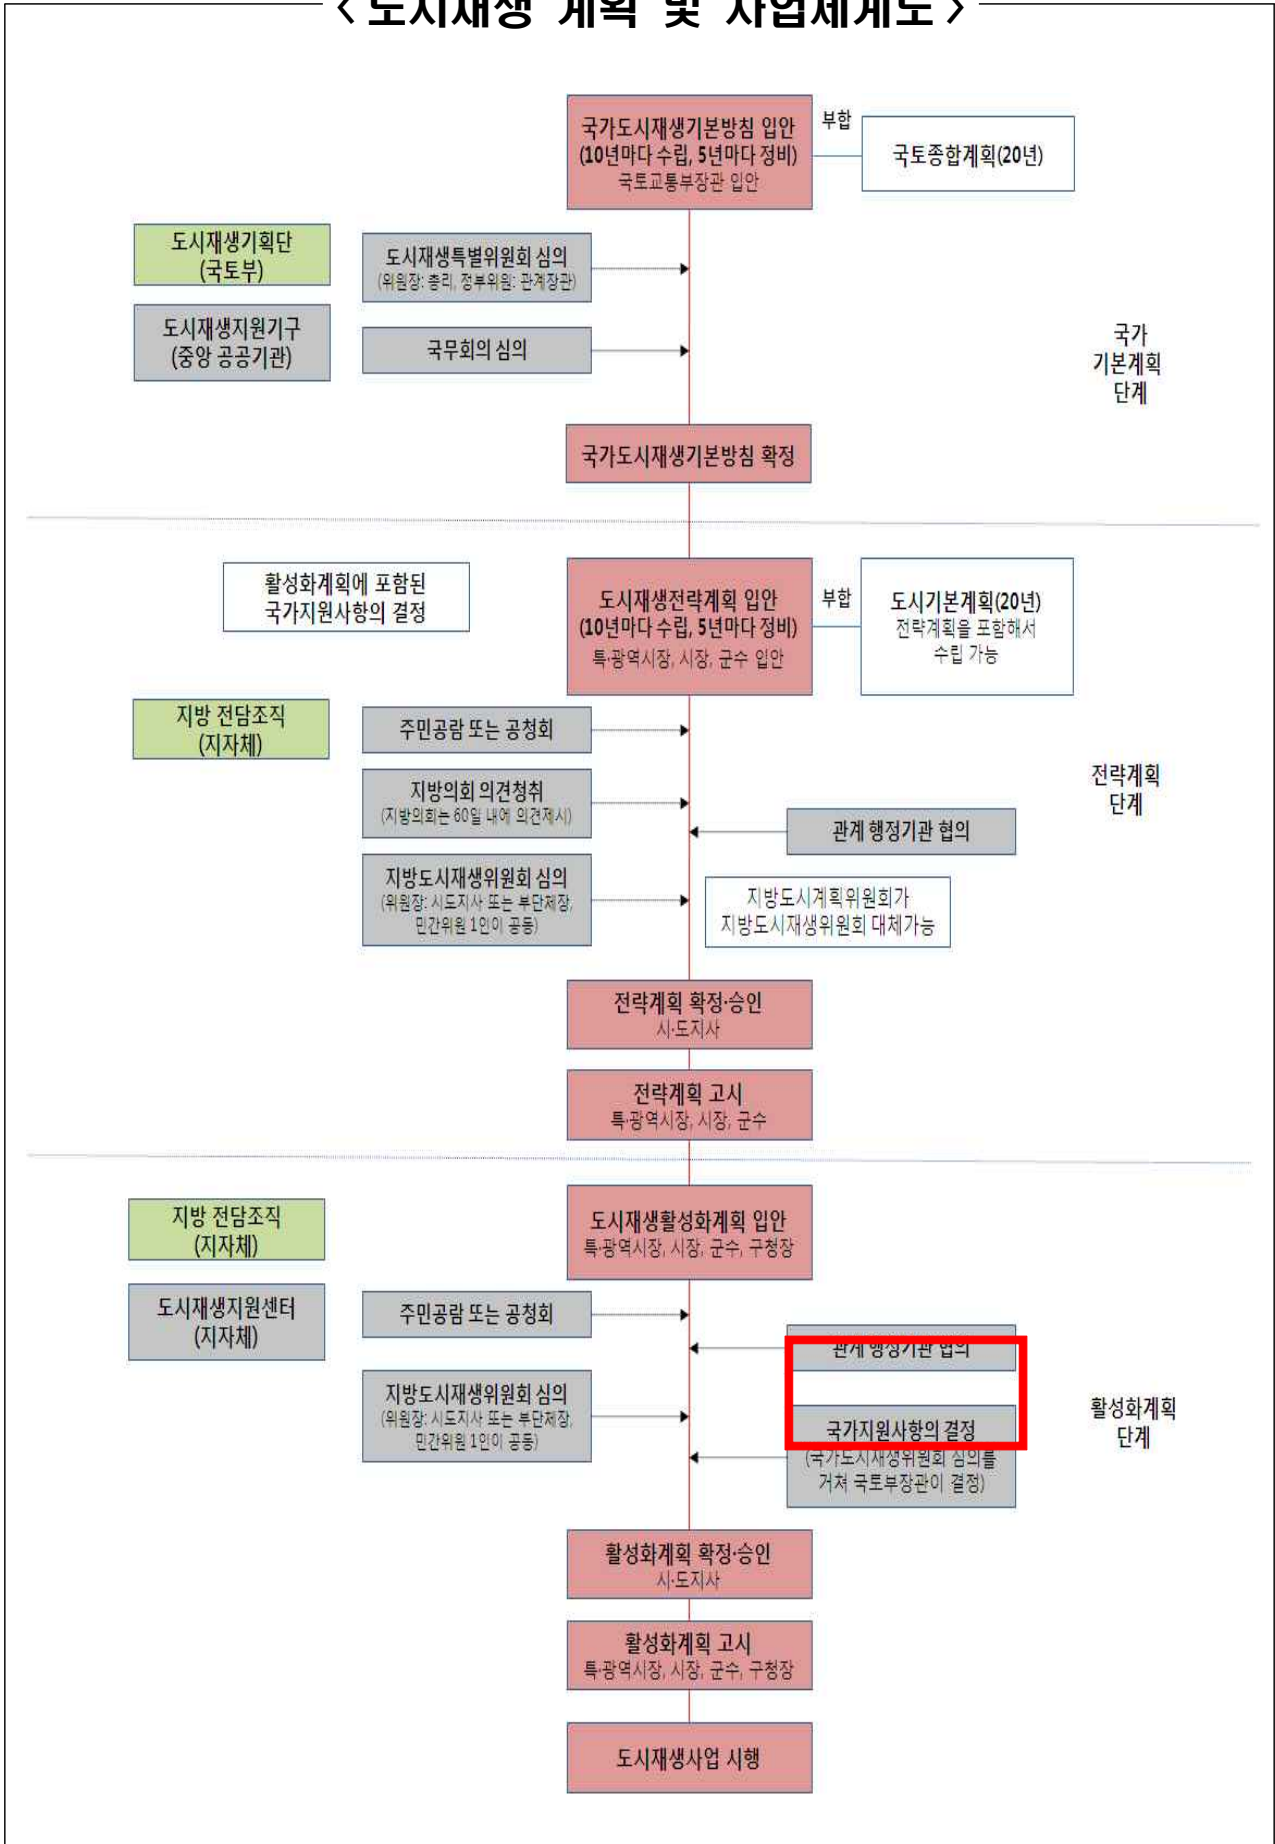 < 도시재생 계획 및 사업체계도 >
국가도시재생기본방침 입안
(10년마다 수립, 5년마다 정비)
국토교통부장관 입안
부합
국토종합계획(20년)
도시재생기획단
(국토부)
도시재생특별위원회 심의
(위원장: 총리, 정부위원: 관계장관)
도시재생지원기구
(중앙 공공기관)
국무회의 심의
국가
기본계획
단계
국가도시재생기본방침 확정
활성화계획에 포함된
국가지원사항의 결정
도시재생전략계획 입안
(10년마다 수립, 5년마다 정비)
특·광역시장, 시장, 군수 입안
부합
도시기본계획(20년)
전략계획을 포함해서
수립 가능
지방 전담조직
(지자체)
주민공람 또는 공청회
지방의회 의견청취
(지방의회는 60일 내에 의견제시)
관계 행정기관 협의
전략계획
단계
지방도시재생위원회 심의
(위원장: 시도지사 또는 부단체장,
민간위원 1인이 공동)
지방도시계획위원회가
지방도시재생위원회 대체가능
전략계획 확정·승인
시·도지사
전략계획 고시
특·광역시장, 시장, 군수
도시재생활성화계획 입안
특·광역시장, 시장, 군수, 구청장
지방 전담조직
(지자체)
도시재생지원센터
(지자체)
주민공람 또는 공청회
관계 행정기관 협의
지방도시재생위원회 심의
(위원장: 시도지사 또는 부단체장,
민간위원 1인이 공동)
국가지원사항의 결정
(국가도시재생위원회 심의를
거쳐 국토부장관이 결정)
활성화계획
단계
활성화계획 확정·승인
시·도지사
활성화계획 고시
특·광역시장, 시장, 군수, 구청장
도시재생사업 시행